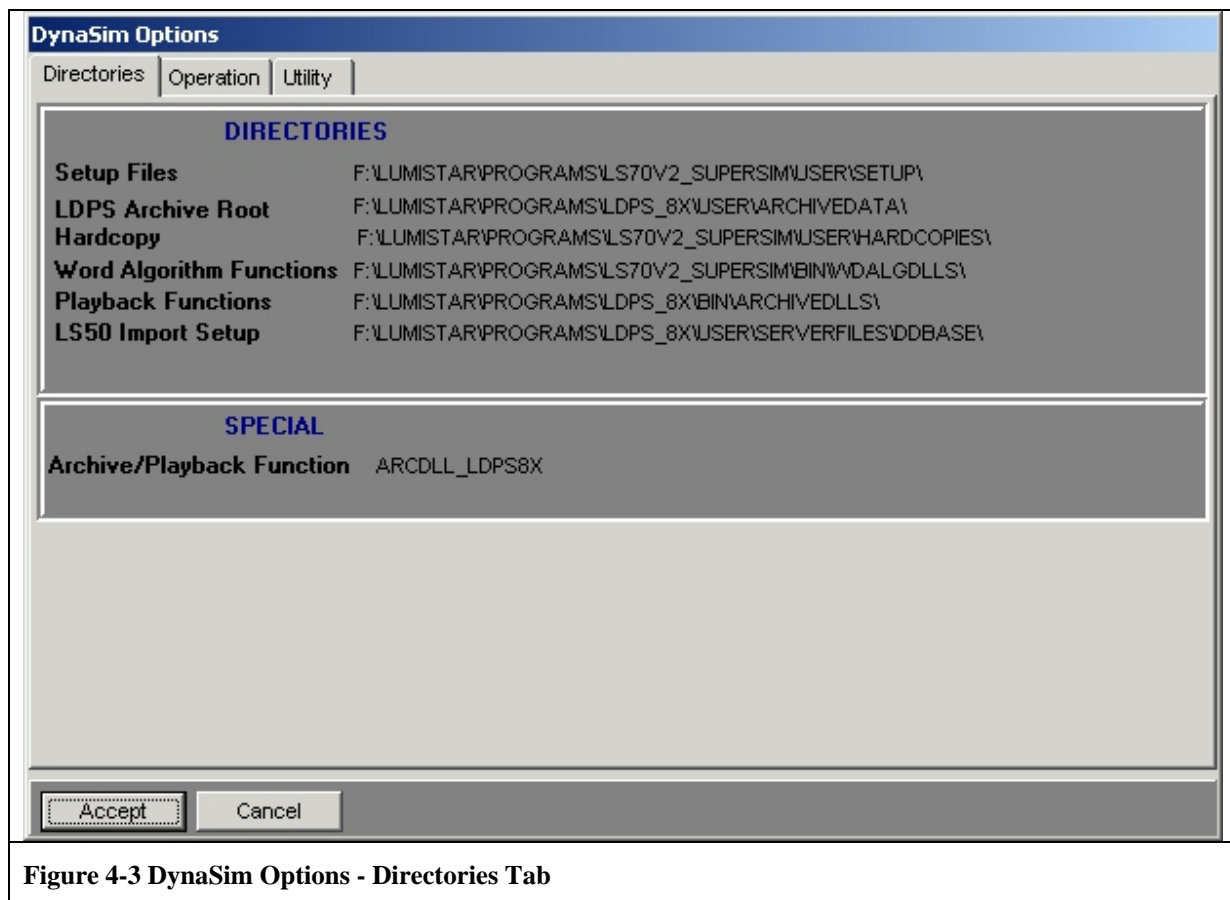 DynaSim Options
Directories Operation Utility
DIRECTORIES
Setup Files F:\LUMISTAR\PROGRAMS\LS70V2_SUPERSIM\USER\SETUP\
LDPS Archive Root F:\LUMISTAR\PROGRAMS\LDPS_8X\USER\ARCHIVEDATA\
Hardcopy F:\LUMISTAR\PROGRAMS\LS70V2_SUPERSIM\USER\HARDCOPIES\
Word Algorithm Functions F:\LUMISTAR\PROGRAMS\LS70V2_SUPERSIM\BIN\WDALGDLLS\
Playback Functions F:\LUMISTAR\PROGRAMS\LDPS_8X\BIN\ARCHIVEDLLS\
LS50 Import Setup F:\LUMISTAR\PROGRAMS\LDPS_8X\USER\SERVERFILES\DDBASE\
SPECIAL
Archive/Playback Function ARCDLL_LDPS8X
Accept Cancel
Figure 4-3 DynaSim Options - Directories Tab